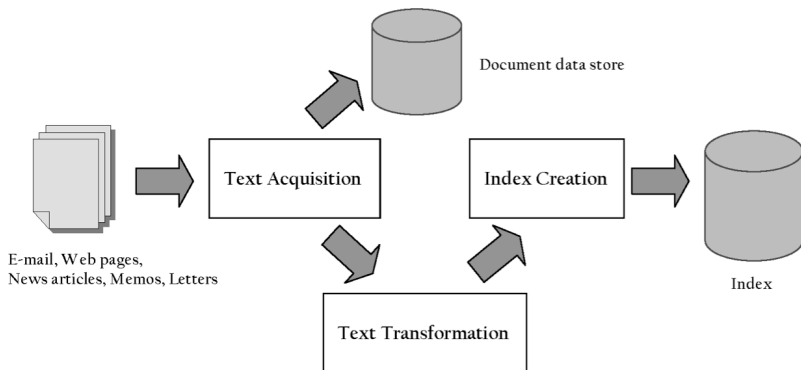 Document data store
Text Acquisition
Index Creation
E-mail, Web pages,
News articles, Memos, Letters
Index
Text Transformation